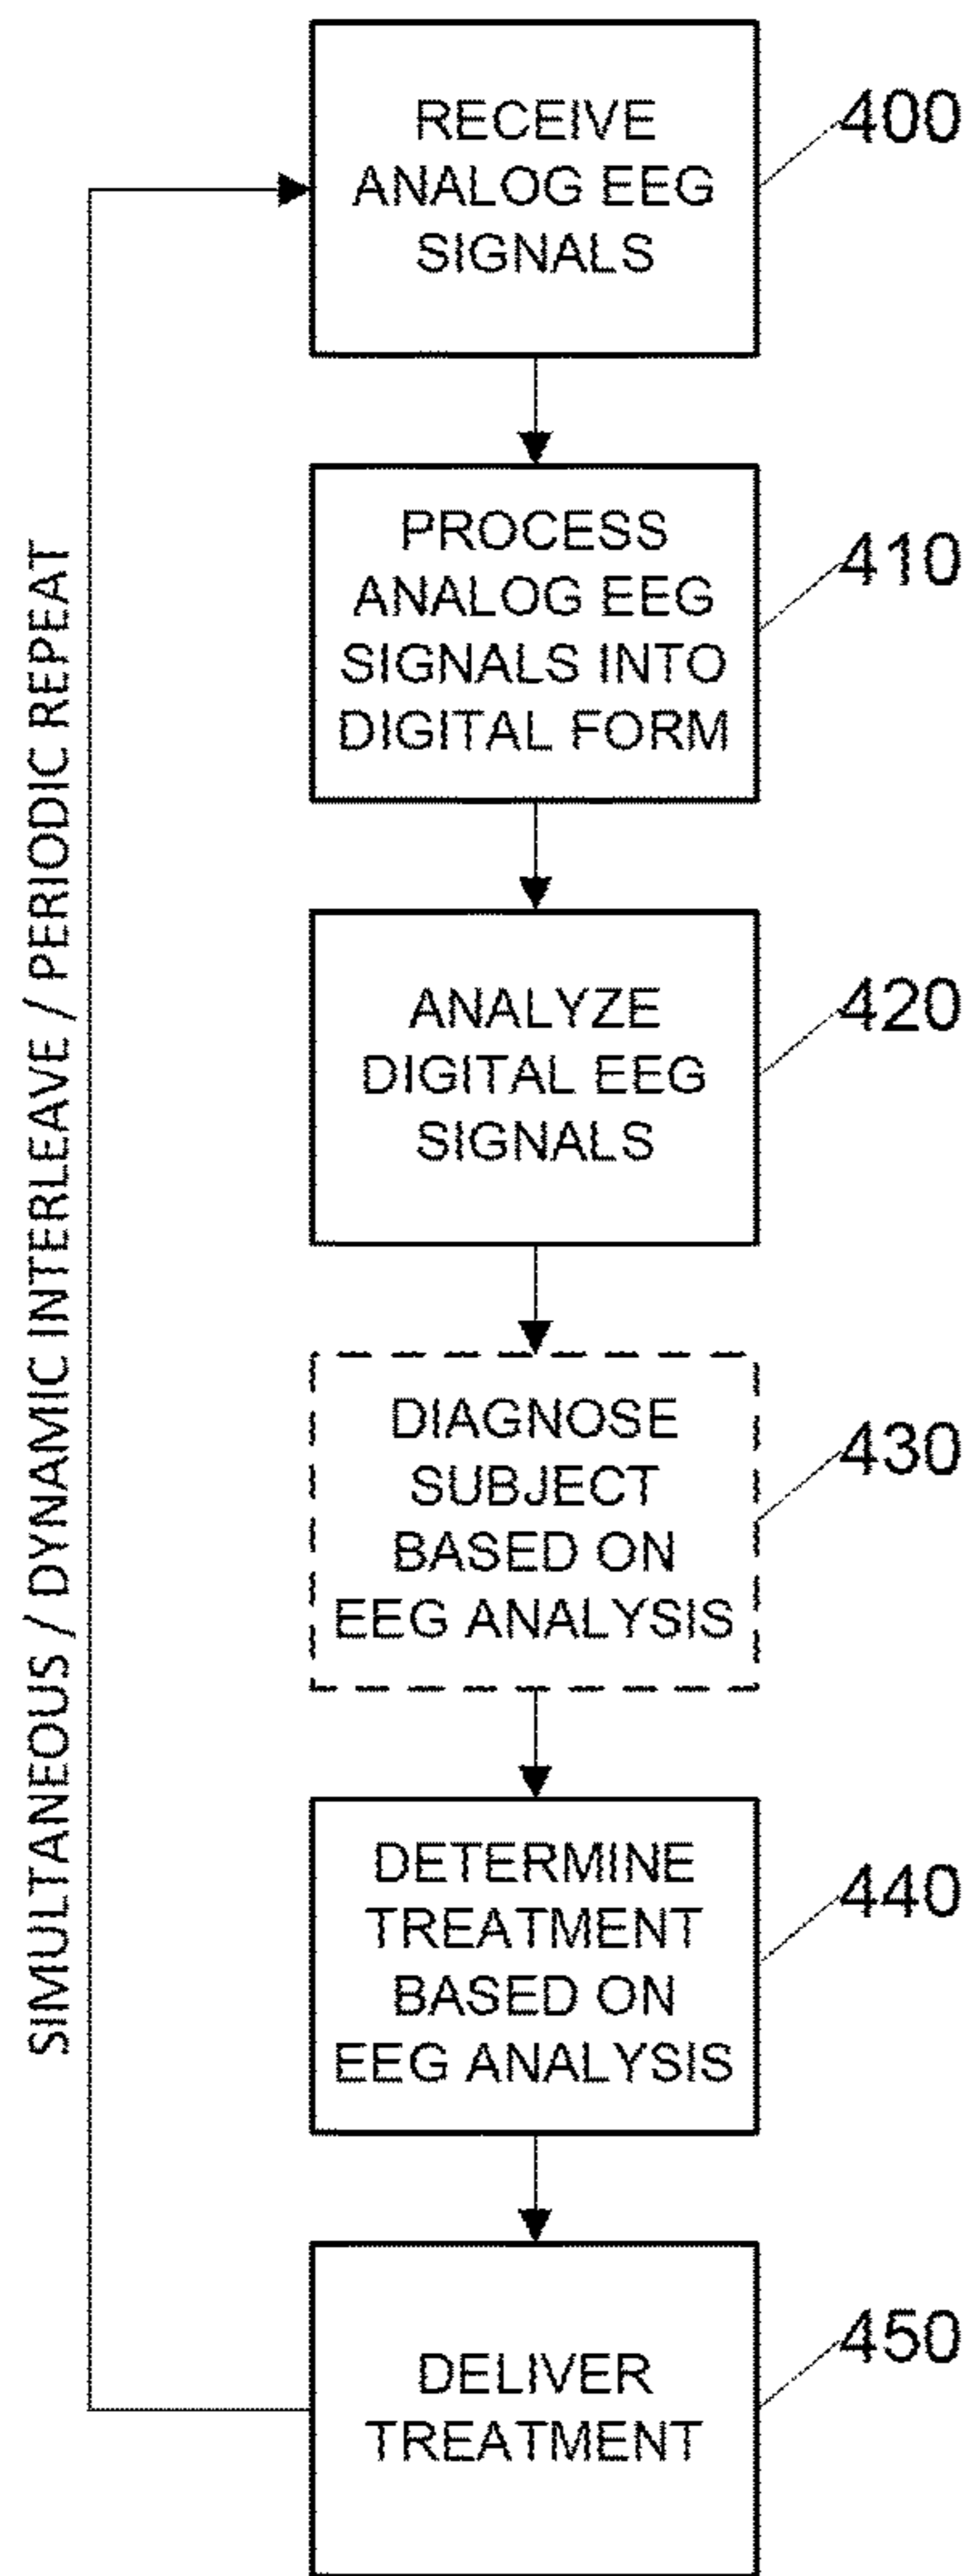 RECEIVE
ANALOG EEG
SIGNALS
400
PROCESS
ANALOG EEG
SIGNALS INTO
DIGITAL FORM
410
ANALYZE
DIGITAL EEG
SIGNALS
420
DIAGNOSE
SUBJECT
BASED ON
EEG ANALYSIS
430
DETERMINE
TREATMENT
BASED ON
EEG ANALYSIS
440
DELIVER
TREATMENT
450
SIMULTANEOUS / DYNAMIC INTERLEAVE / PERIODIC REPEAT